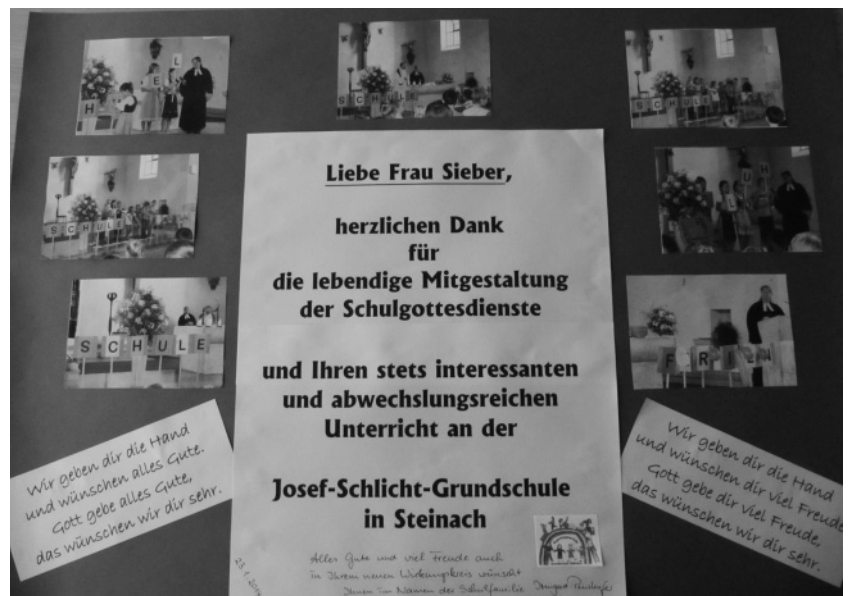 H E L
SCHULE
SCHULE
SCHULE
L U H
SCHULE
Liebe Frau Sieber,
herzlichen Dank
für
die lebendige Mitgestaltung
der Schulgottesdienste
und Ihren stets interessanten
und abwechslungsreichen
Unterricht an der
Josef-Schlicht-Grundschule
in Steinach
Alles Gute und viel Freude auch
in Ihrem neuen Wirkungskreis wünscht
Ihnen im Namen der Schulfamilie Irmgard
Wir geben dir die Hand
und wünschen alles Gute.
Gott gebe alles Gute,
das wünschen wir dir sehr.
Wir geben dir die Hand
und wünschen dir viel Freude
Gott gebe dir viel Freude,
das wünschen wir dir sehr.